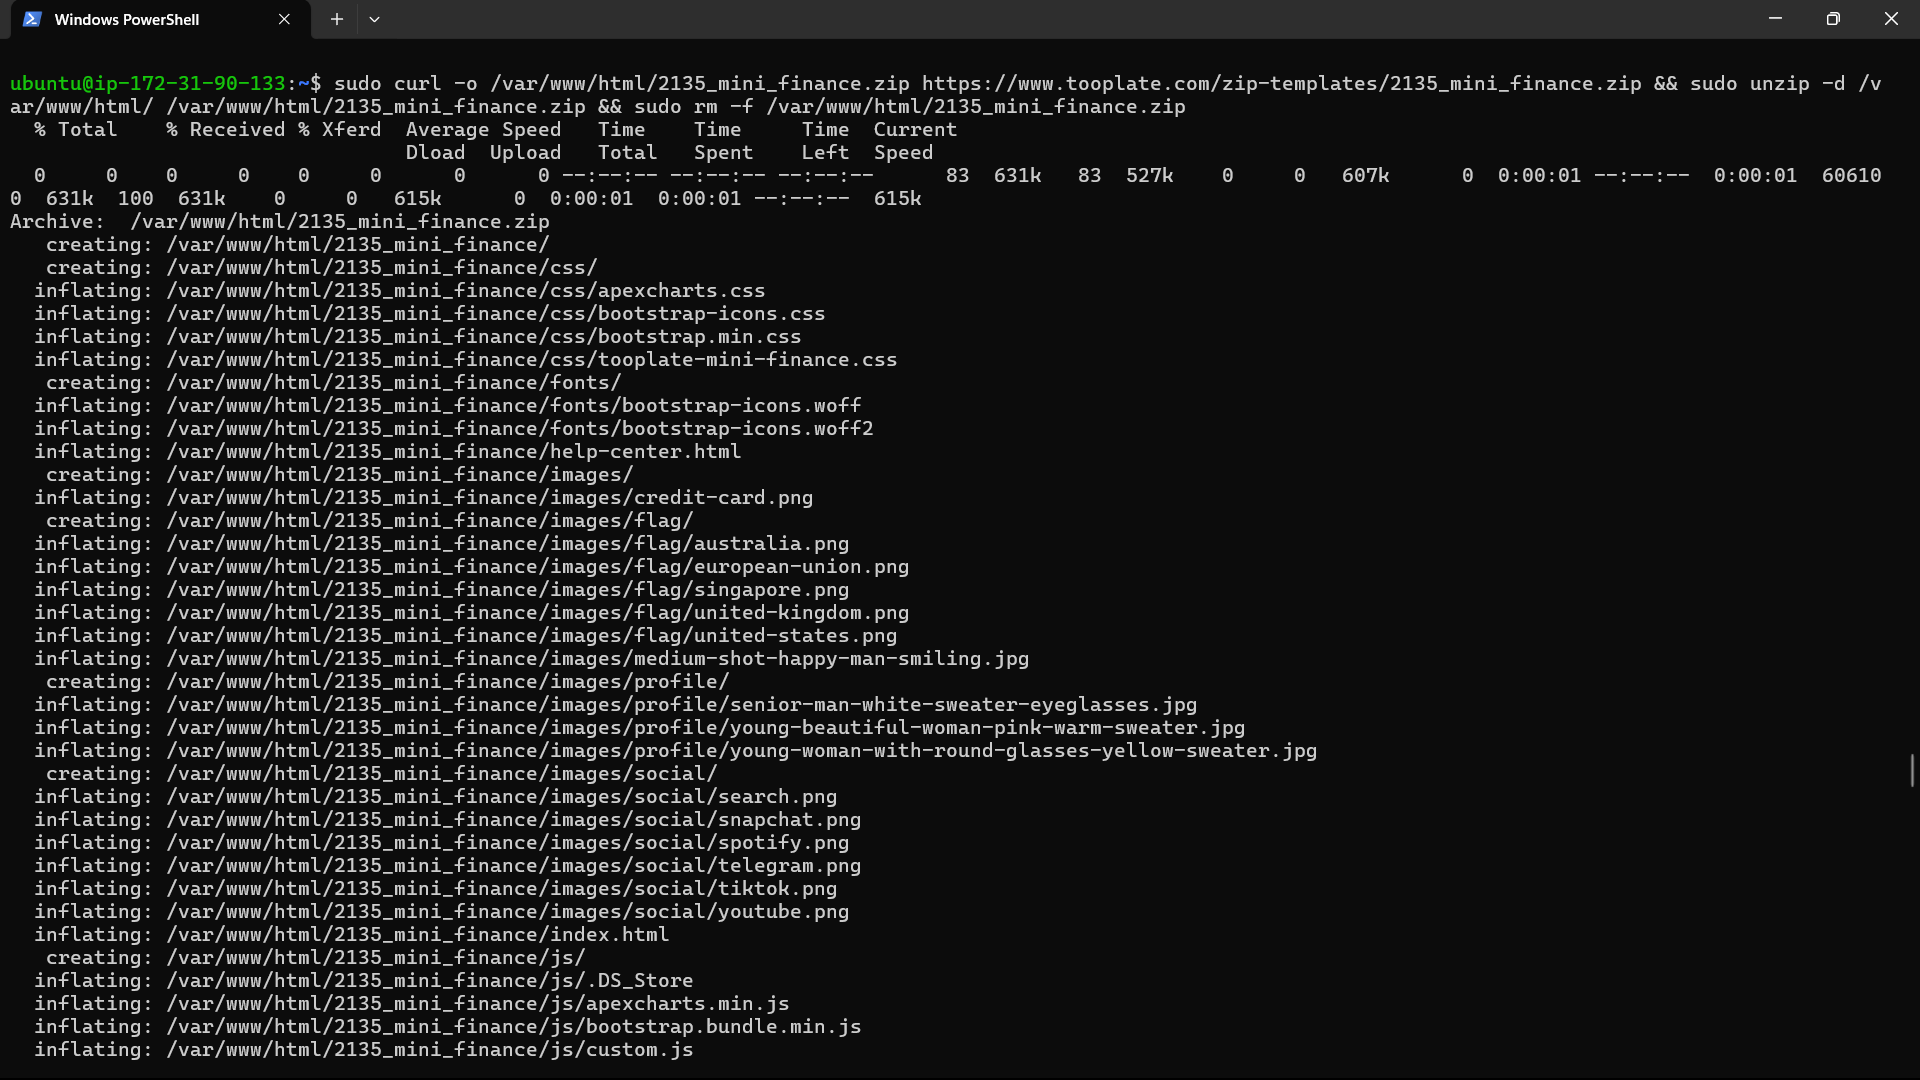 Windows PowerShell
ubuntu@ip-172-31-90-133:~$ sudo curl -o /var/www/html/2135_mini_finance.zip https://www.tooplate.com/zip-templates/2135_mini_finance.zip && sudo unzip -d /v
ar/www/html/ /var/www/html/2135_mini_finance.zip && sudo rm -f /var/www/html/2135_mini_finance.zip
  % Total    % Received % Xferd  Average Speed   Time    Time     Time  Current
                                 Dload  Upload   Total   Spent    Left  Speed
  0     0    0     0    0     0      0      0 --:--:-- --:--:-- --:--:--      83  631k   83  527k    0     0   607k      0  0:00:01 --:--:--  0:00:01  60610
0  631k  100  631k    0     0   615k      0  0:00:01  0:00:01 --:--:--  615k
Archive:  /var/www/html/2135_mini_finance.zip
   creating: /var/www/html/2135_mini_finance/
   creating: /var/www/html/2135_mini_finance/css/
  inflating: /var/www/html/2135_mini_finance/css/apexcharts.css
  inflating: /var/www/html/2135_mini_finance/css/bootstrap-icons.css
  inflating: /var/www/html/2135_mini_finance/css/bootstrap.min.css
  inflating: /var/www/html/2135_mini_finance/css/tooplate-mini-finance.css
   creating: /var/www/html/2135_mini_finance/fonts/
  inflating: /var/www/html/2135_mini_finance/fonts/bootstrap-icons.woff
  inflating: /var/www/html/2135_mini_finance/fonts/bootstrap-icons.woff2
  inflating: /var/www/html/2135_mini_finance/help-center.html
   creating: /var/www/html/2135_mini_finance/images/
  inflating: /var/www/html/2135_mini_finance/images/credit-card.png
   creating: /var/www/html/2135_mini_finance/images/flag/
  inflating: /var/www/html/2135_mini_finance/images/flag/australia.png
  inflating: /var/www/html/2135_mini_finance/images/flag/european-union.png
  inflating: /var/www/html/2135_mini_finance/images/flag/singapore.png
  inflating: /var/www/html/2135_mini_finance/images/flag/united-kingdom.png
  inflating: /var/www/html/2135_mini_finance/images/flag/united-states.png
  inflating: /var/www/html/2135_mini_finance/images/medium-shot-happy-man-smiling.jpg
   creating: /var/www/html/2135_mini_finance/images/profile/
  inflating: /var/www/html/2135_mini_finance/images/profile/senior-man-white-sweater-eyeglasses.jpg
  inflating: /var/www/html/2135_mini_finance/images/profile/young-beautiful-woman-pink-warm-sweater.jpg
  inflating: /var/www/html/2135_mini_finance/images/profile/young-woman-with-round-glasses-yellow-sweater.jpg
   creating: /var/www/html/2135_mini_finance/images/social/
  inflating: /var/www/html/2135_mini_finance/images/social/search.png
  inflating: /var/www/html/2135_mini_finance/images/social/snapchat.png
  inflating: /var/www/html/2135_mini_finance/images/social/spotify.png
  inflating: /var/www/html/2135_mini_finance/images/social/telegram.png
  inflating: /var/www/html/2135_mini_finance/images/social/tiktok.png
  inflating: /var/www/html/2135_mini_finance/images/social/youtube.png
  inflating: /var/www/html/2135_mini_finance/index.html
   creating: /var/www/html/2135_mini_finance/js/
  inflating: /var/www/html/2135_mini_finance/js/.DS_Store
  inflating: /var/www/html/2135_mini_finance/js/apexcharts.min.js
  inflating: /var/www/html/2135_mini_finance/js/bootstrap.bundle.min.js
  inflating: /var/www/html/2135_mini_finance/js/custom.js